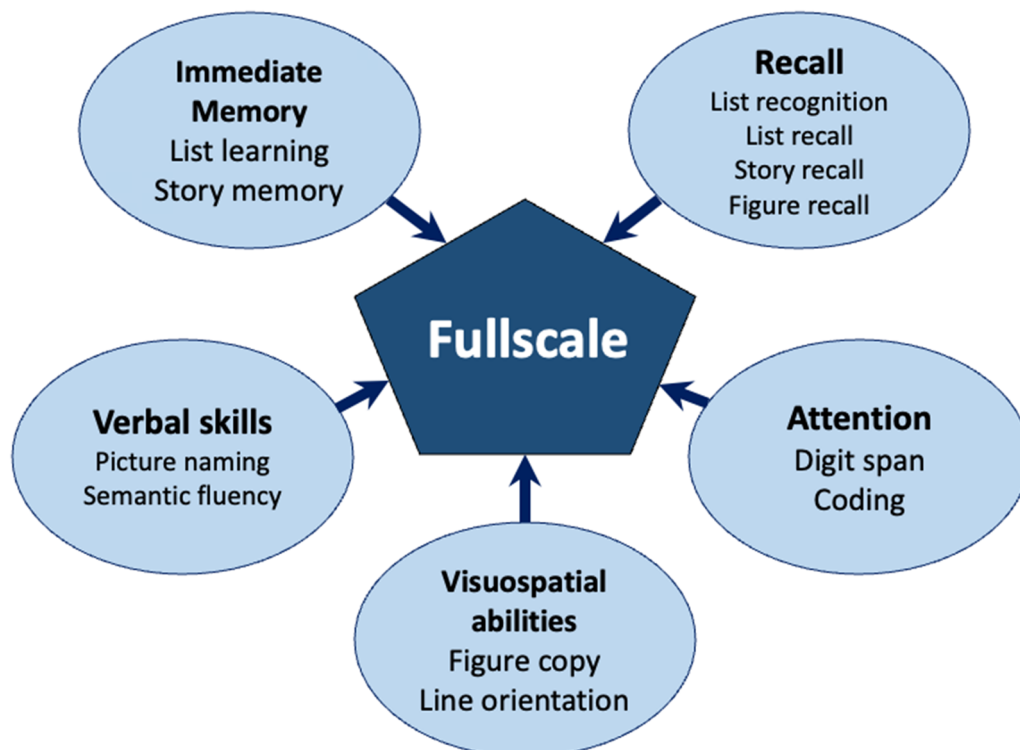 Immediate
Memory
List learning
Story memory
Recall
List recognition
List recall
Story recall
Figure recall
Fullscale
Verbal skills
Picture naming
Semantic fluency
Attention
Digit span
Coding
Visuospatial
abilities
Figure copy
Line orientation